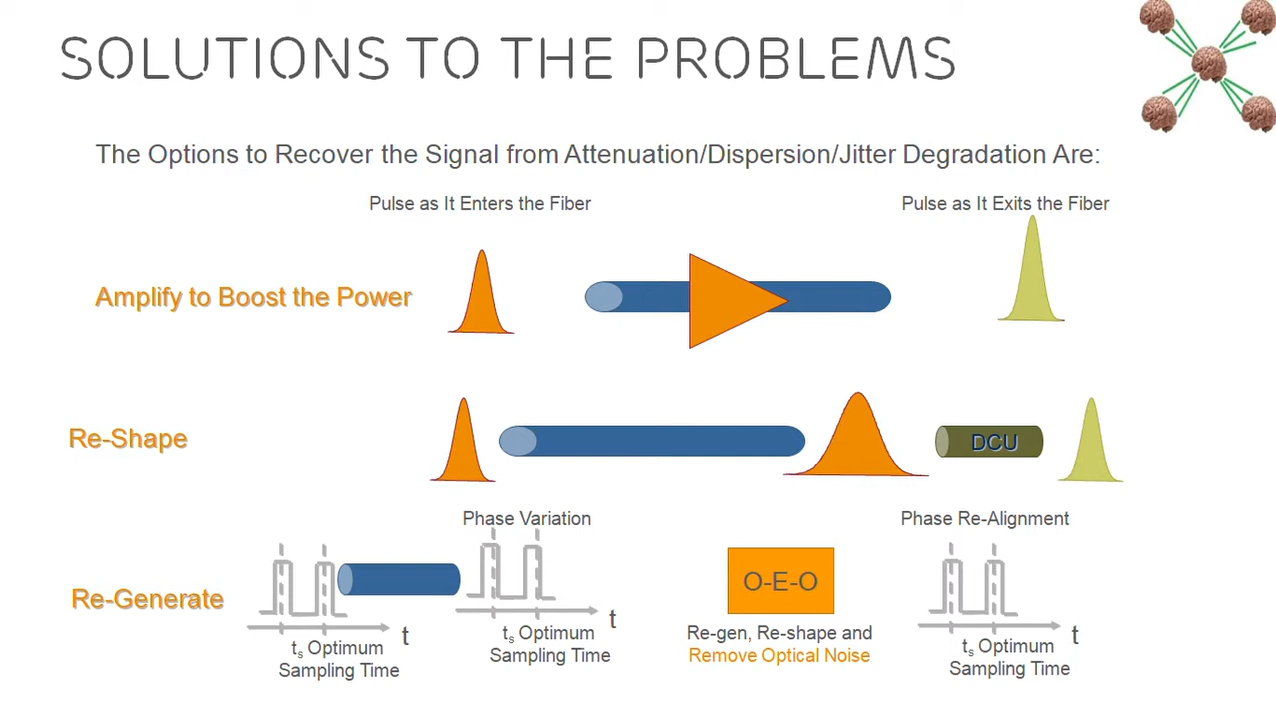 SOLUTIONS TO THE PROBLEMS
The Options to Recover the Signal from Attenuation/Dispersion/Jitter Degradation Are:
Pulse as It Enters the Fiber
Pulse as It Exits the Fiber
Amplify to Boost the Power
Re-Shape
DCU
Phase Variation
Phase Re-Alignment
Re-Generate
O-E-O
t
t
t
ts Optimum
Sampling Time
ts Optimum
Sampling Time
Re-gen, Re-shape and
Remove Optical Noise
ts Optimum
Sampling Time